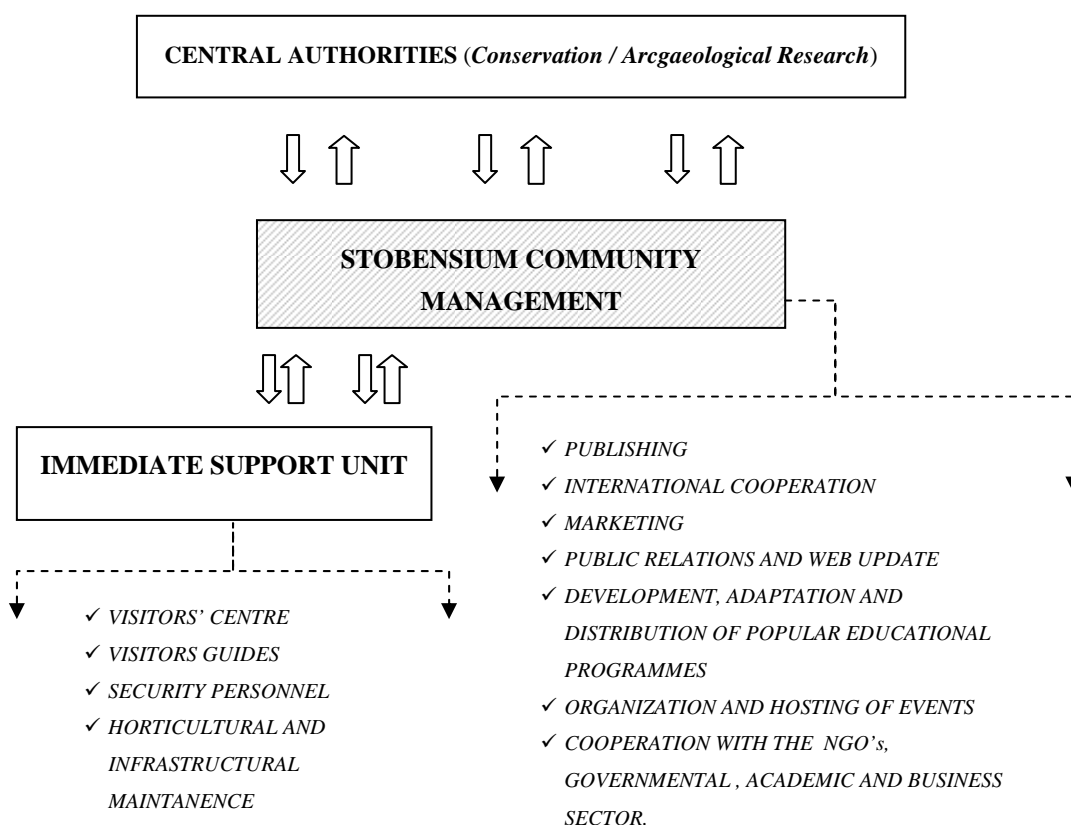 CENTRAL AUTHORITIES (Conservation / Arcgaeological Research)
STOBENSIUM COMMUNITY
MANAGEMENT
IMMEDIATE SUPPORT UNIT
✓ VISITORS’ CENTRE
✓ VISITORS GUIDES
✓ SECURITY PERSONNEL
✓ HORTICULTURAL AND
INFRASTRUCTURAL
MAINTANENCE
✓ PUBLISHING
✓ INTERNATIONAL COOPERATION
✓ MARKETING
✓ PUBLIC RELATIONS AND WEB UPDATE
✓ DEVELOPMENT, ADAPTATION AND
DISTRIBUTION OF POPULAR EDUCATIONAL
PROGRAMMES
✓ ORGANIZATION AND HOSTING OF EVENTS
✓ COOPERATION WITH THE NGO’s,
GOVERNMENTAL , ACADEMIC AND BUSINESS
SECTOR.